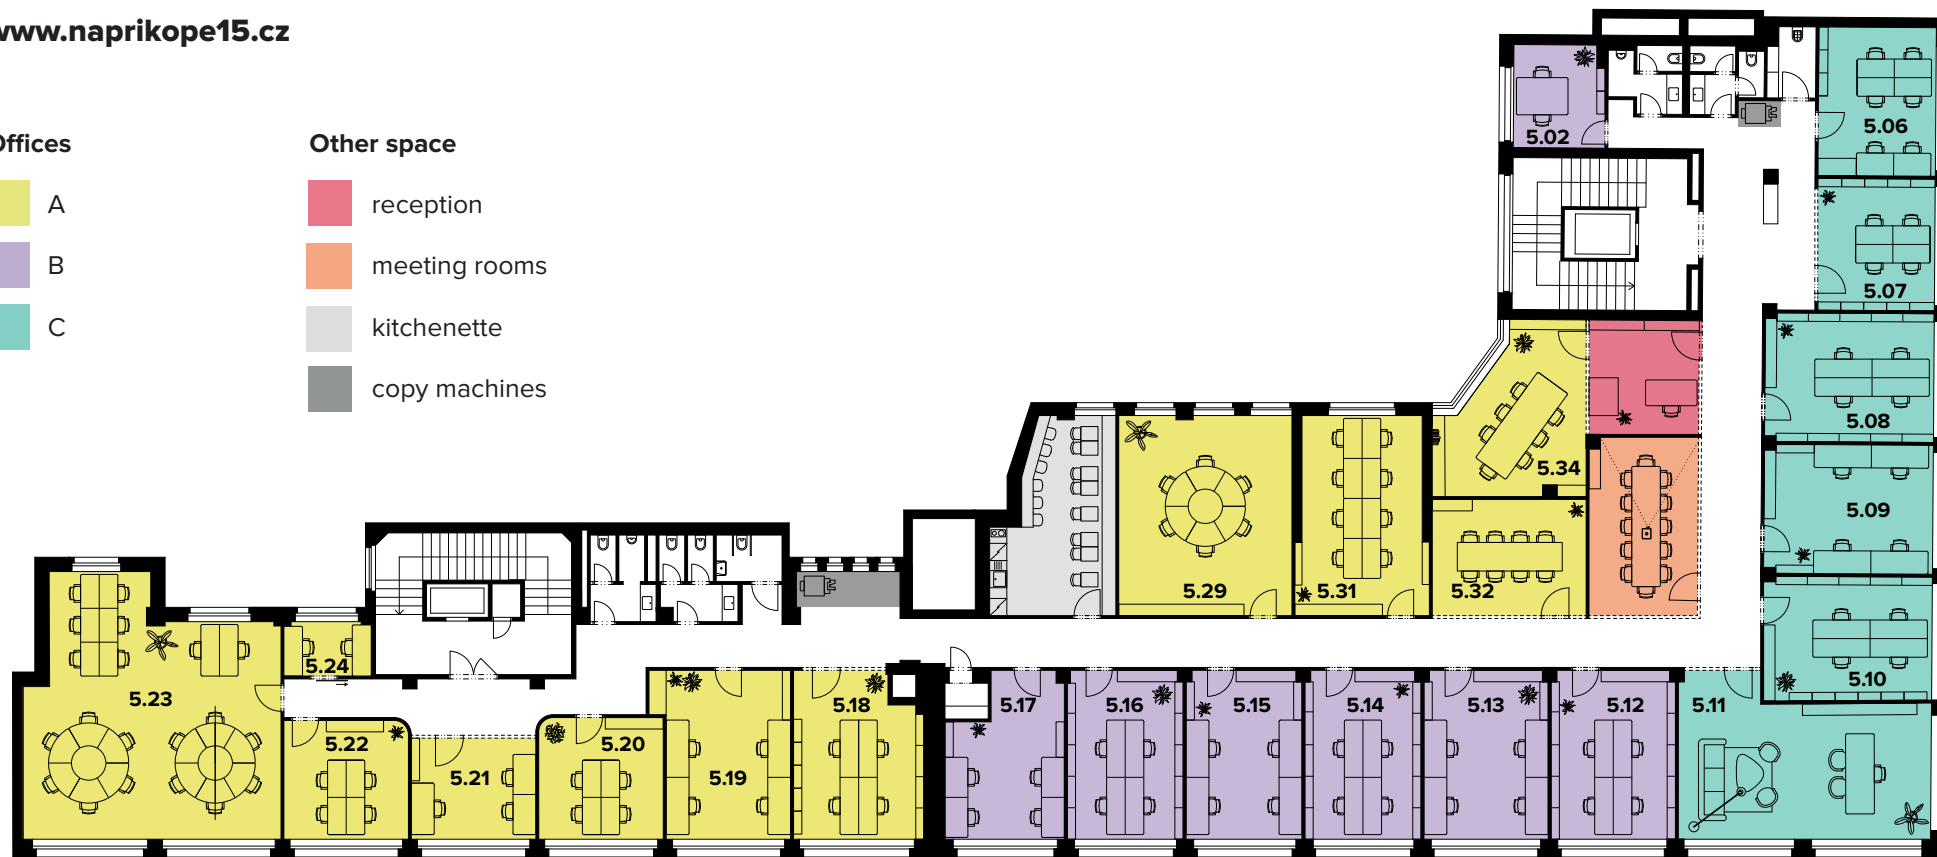 www.naprikope15.cz
Offices
Other space
A
reception
B
meeting rooms
C
kitchenette
copy machines
5.02
5.06
5.07
5.08
5.34
5.09
5.29
5.31
5.32
5.24
5.10
5.23
5.22
5.21
5.20
5.19
5.18
5.17
5.16
5.15
5.14
5.13
5.12
5.11